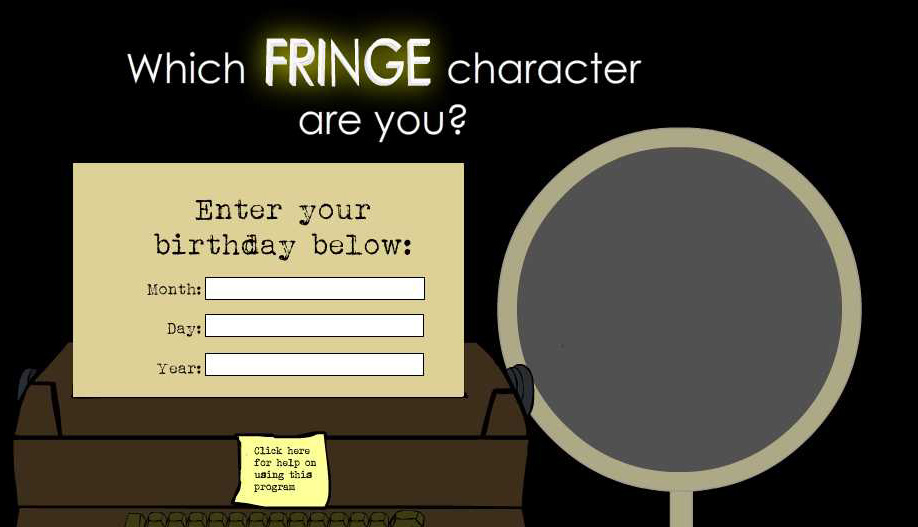 Which FRINGE character
are you?
Enter your
birthday below:
Month:
Day:
Year:
Click here
for help on
using this
program